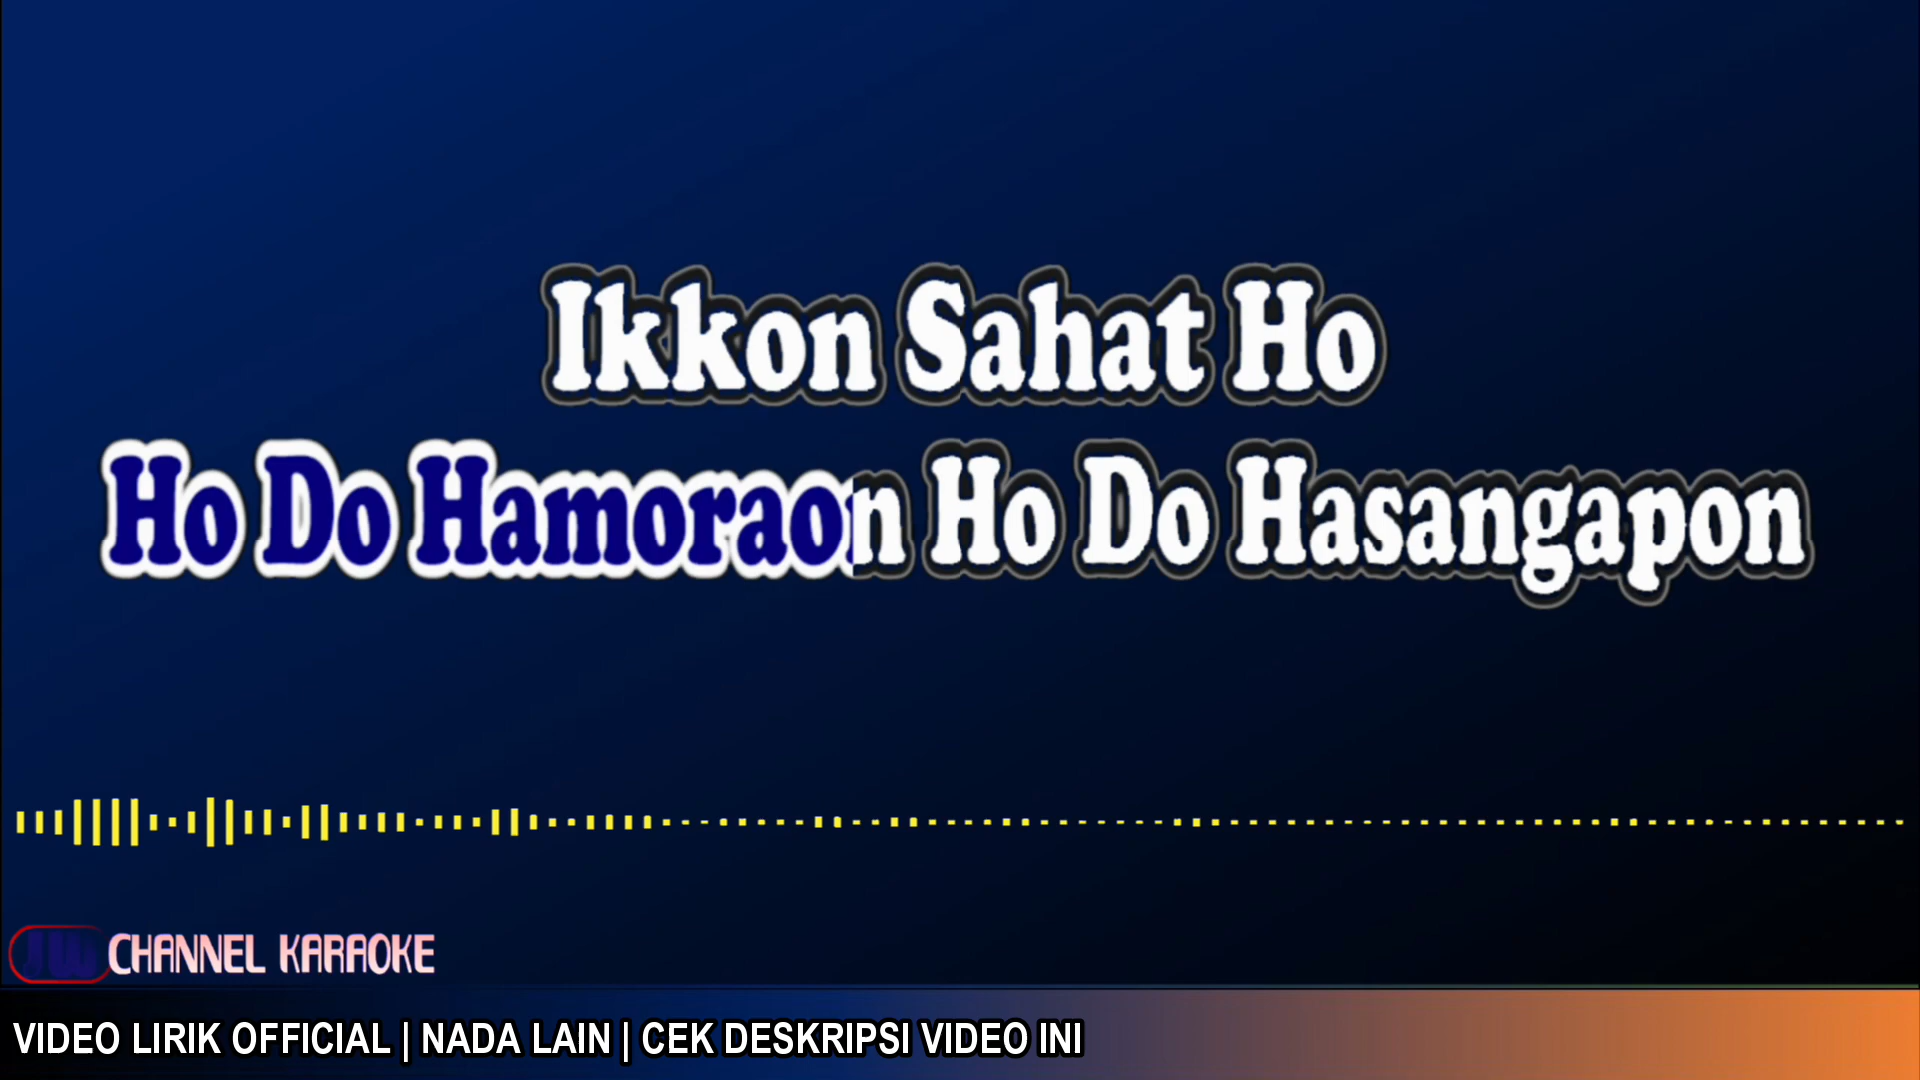 Ikkon Sahat Ho
Ho Do Hamoraon Ho Do Hasangapon
JW CHANNEL KARAOKE
VIDEO LIRIK OFFICIAL | NADA LAIN | CEK DESKRIPSI VIDEO INI